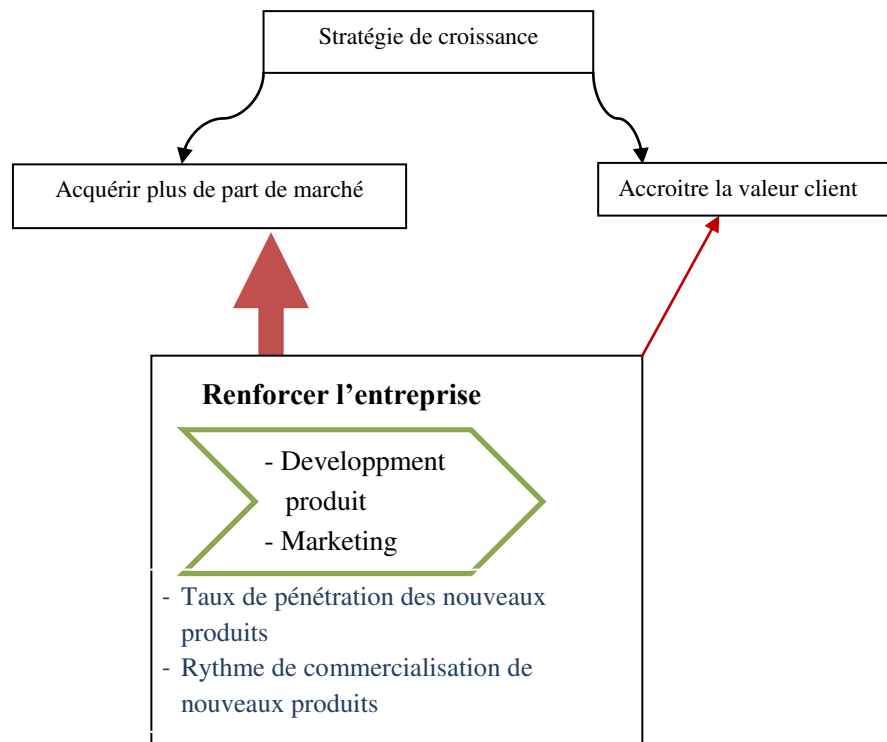 Stratégie de croissance
Acquérir plus de part de marché
Accroitre la valeur client
Renforcer l’entreprise
- Developpment
produit
- Marketing
- Taux de pénétration des nouveaux
produits
- Rythme de commercialisation de
nouveaux produits